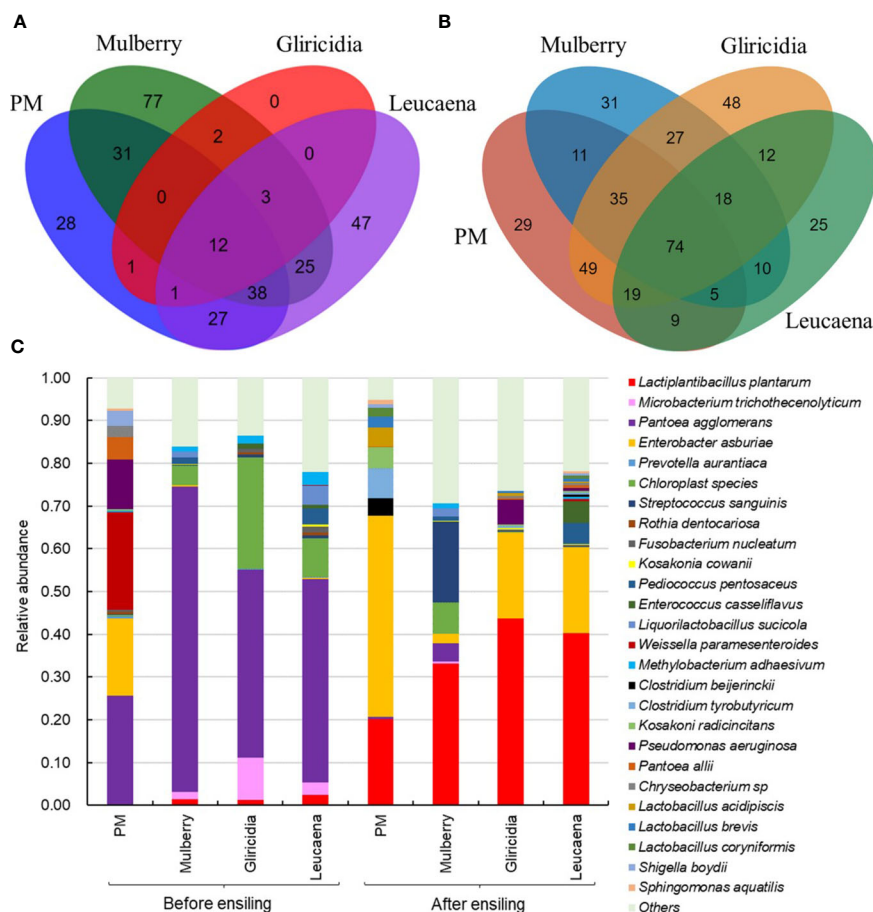 A
Mulberry
Gliricidia
PM
Leucaena
77
0
2
0
31
0
3
28
47
12
1
25
1
38
27
B
Mulberry
Gliricidia
PM
Leucaena
31
48
27
12
11
35
18
29
25
74
49
10
19
5
9
C
Relative abundance
1.00
0.90
0.80
0.70
0.60
0.50
0.40
0.30
0.20
0.10
0.00
PM
Mulberry
Gliricidia
Leucaena
PM
Mulberry
Gliricidia
Leucaena
Before ensiling
After ensiling
Lactiplantibacillus plantarum
Microbacterium trichothecenolyticum
Pantoea agglomerans
Enterobacter asburiae
Prevotella aurantiaca
Chloroplast species
Streptococcus sanguinis
Rothia dentocariosa
Fusobacterium nucleatum
Kosakonia cowanii
Pediococcus pentosaceus
Enterococcus casseliflavus
Liquorilactobacillus sucicola
Weissella paramesenteroides
Methylobacterium adhaesivum
Clostridium beijerinckii
Clostridium tyrobutyricum
Kosakoni radicincitans
Pseudomonas aeruginosa
Pantoea allii
Chryseobacterium sp
Lactobacillus acidipiscis
Lactobacillus brevis
Lactobacillus coryniformis
Shigella boydii
Sphingomonas aquatilis
Others